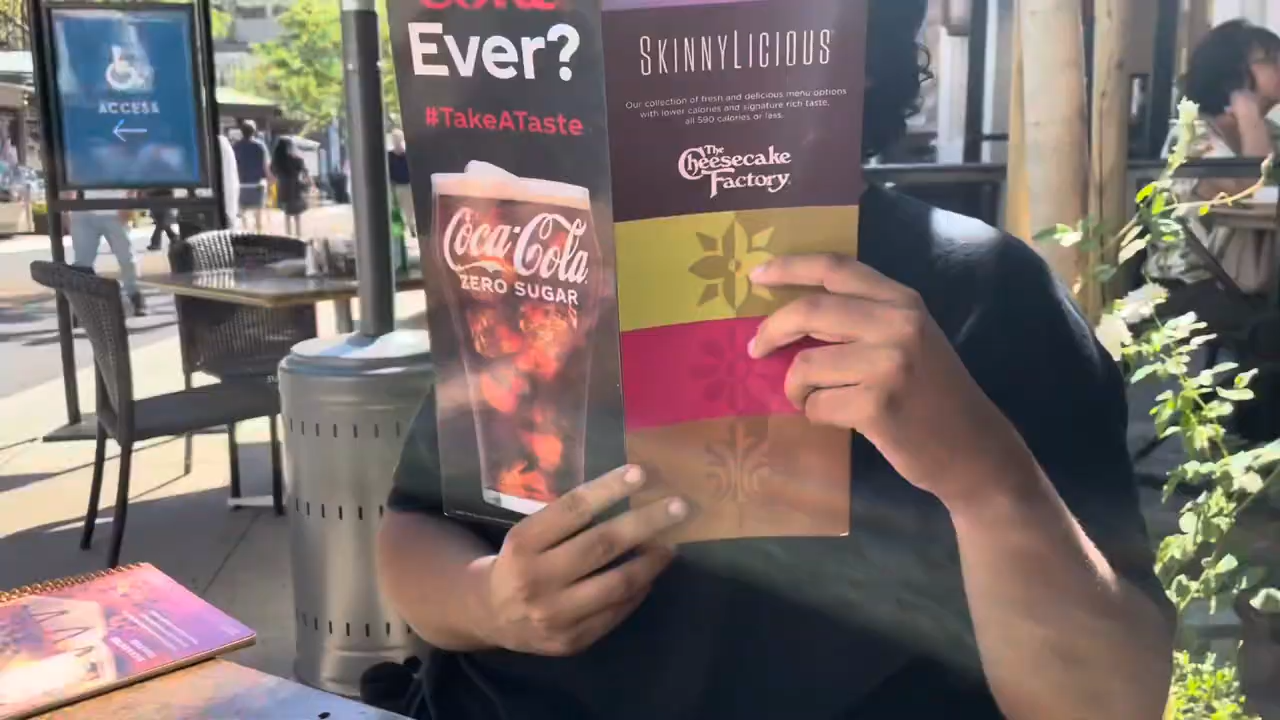 ACCESS
Ever?
#TakeATaste
Coca-Cola
ZERO SUGAR
SKINNYLICIOUS
Our collection of fresh and delicious menu options
with lower calories and signature rich taste,
all 590 calories or less.
The
Cheesecake
Factory